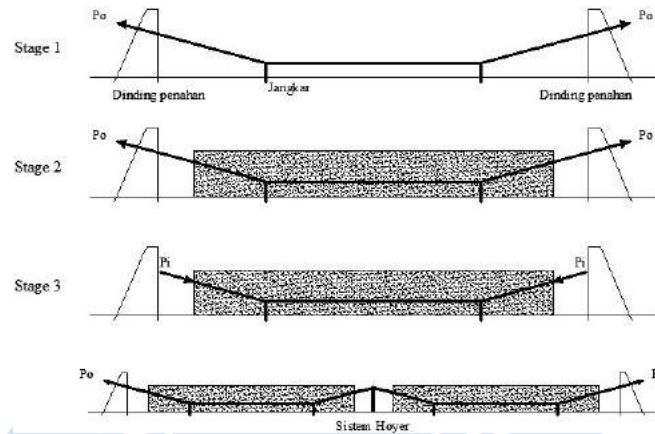 Po Po
Stage 1
Jangkar
Dinding penahan Dinding penahan
Po Po
Stage 2
Pi Pi
Stage 3
Po
Sistem Hoyer